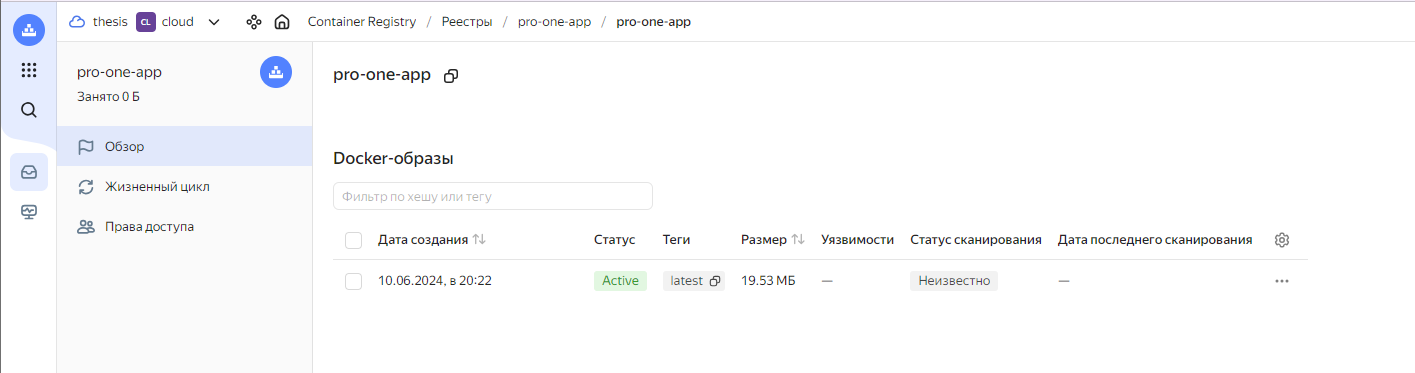 thesis CL cloud Container Registry / Реестры / pro-one-app / pro-one-app
pro-one-app
Занято 0 Б
Обзор
Жизненный цикл
Права доступа
pro-one-app
Docker-образы
Фильтр по хешу или тегу
Дата создания Статус Теги Размер Уязвимости Статус сканирования Дата последнего сканирования
10.06.2024, в 20:22 Active latest 19.53 МБ — Неизвестно —